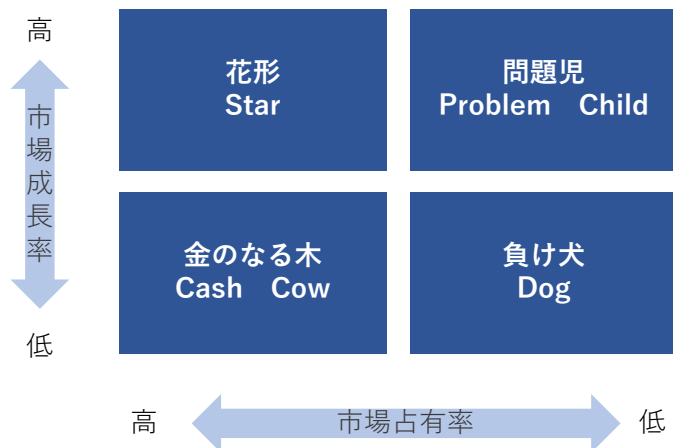 高
花形
Star
問題児
Problem　Child
市場成長率
金のなる木
Cash　Cow
負け犬
Dog
低
高
市場占有率
低